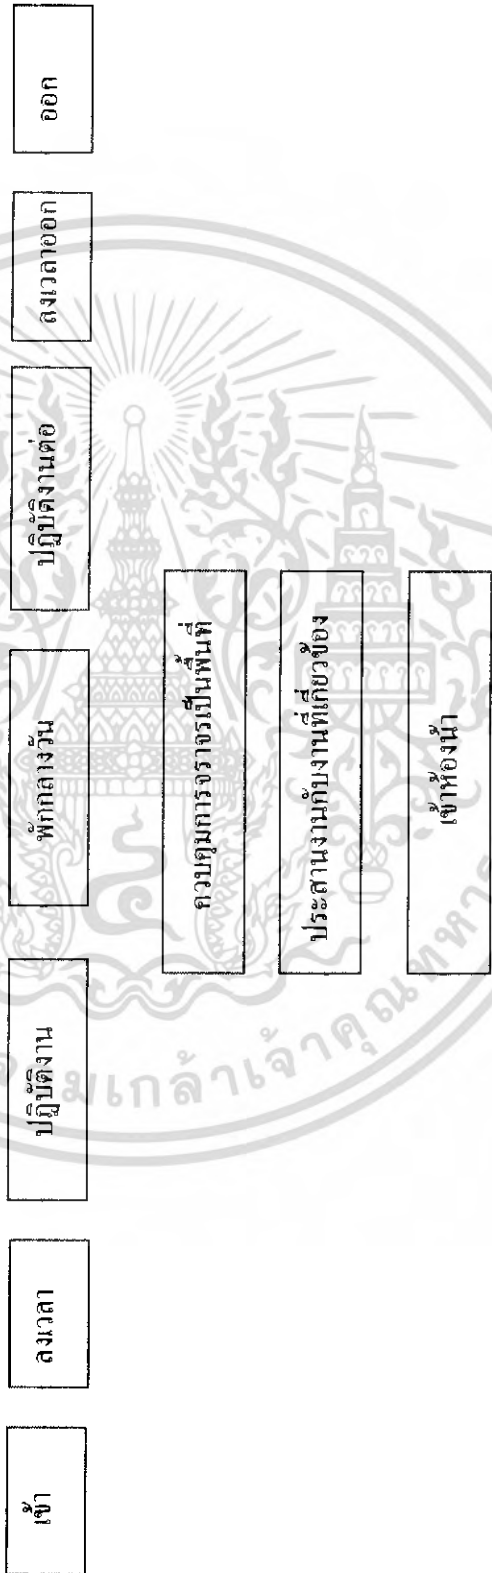 เข้า
ลงเวลา
ปฏิบัติงาน
พักกลางวัน
ปฏิบัติงานต่อ
ลงเวลาออก
ออก
ควบคุมการจราจรเป็นพื้นที่
ประสานงานกับงานที่เกี่ยวข้อง
เข้าห้องน้ำ